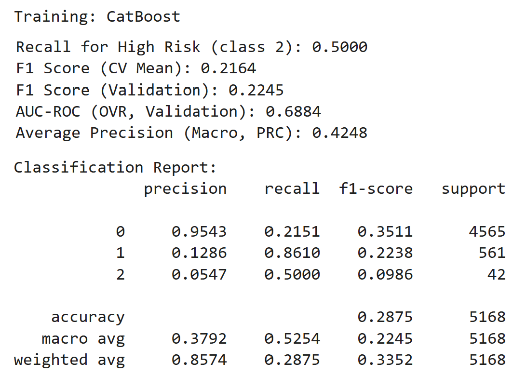 Training: CatBoost
Recall for High Risk (class 2): 0.5000
F1 Score (CV Mean): 0.2164
F1 Score (Validation): 0.2245
AUC-ROC (OVR, Validation): 0.6884
Average Precision (Macro, PRC): 0.4248
Classification Report:
precision recall f1-score support
0 0.9543 0.2151 0.3511 4565
1 0.1286 0.8610 0.2238 561
2 0.0547 0.5000 0.0986 42
accuracy 0.2875 5168
macro avg 0.3792 0.5254 0.2245 5168
weighted avg 0.8574 0.2875 0.3352 5168